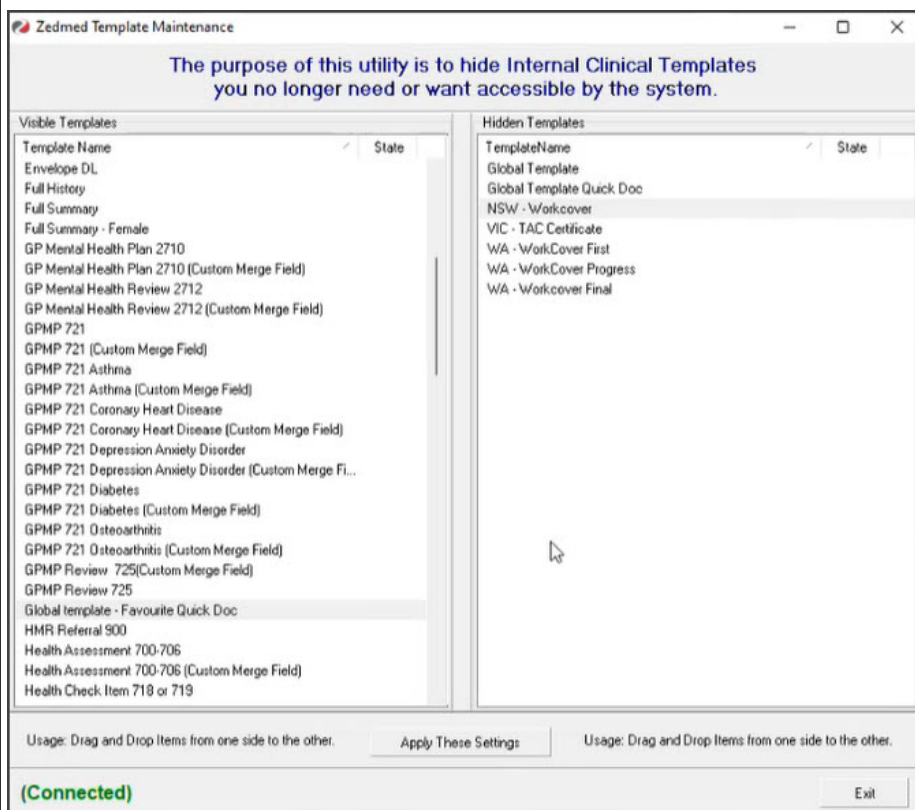 Zedmed Template Maintenance
The purpose of this utility is to hide Internal Clinical Templates
you no longer need or want accessible by the system.
Visible Templates
Template Name State
Envelope DL
Full History
Full Summary
Full Summary - Female
GP Mental Health Plan 2710
GP Mental Health Plan 2710 (Custom Merge Field)
GP Mental Health Review 2712
GP Mental Health Review 2712 (Custom Merge Field)
GPMP 721
GPMP 721 (Custom Merge Field)
GPMP 721 Asthma
GPMP 721 Asthma (Custom Merge Field)
GPMP 721 Coronary Heart Disease
GPMP 721 Coronary Heart Disease (Custom Merge Field)
GPMP 721 Depression Anxiety Disorder
GPMP 721 Depression Anxiety Disorder (Custom Merge Fi...
GPMP 721 Diabetes
GPMP 721 Diabetes (Custom Merge Field)
GPMP 721 Osteoarthritis
GPMP 721 Osteoarthritis (Custom Merge Field)
GPMP Review 725(Custom Merge Field)
GPMP Review 725
Global template - Favourite Quick Doc
HMR Referral 900
Health Assessment 700-706
Health Assessment 700-706 (Custom Merge Field)
Health Check Item 718 or 719
Hidden Templates
TemplateName State
Global Template
Global Template Quick Doc
NSW - Workcover
VIC - TAC Certificate
WA - WorkCover First
WA - WorkCover Progress
WA - Workcover Final
Usage: Drag and Drop Items from one side to the other.
Apply These Settings
Usage: Drag and Drop Items from one side to the other.
(Connected)
Exit